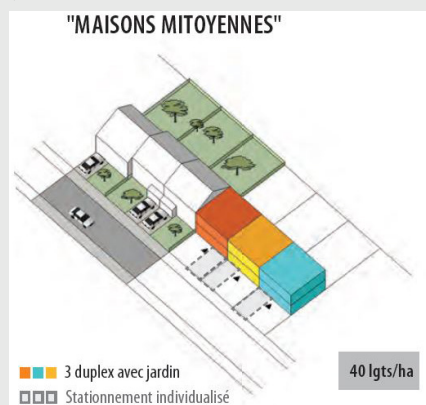 "MAISONS MITOYENNES"
3 duplex avec jardin
40 lgts/ha
Stationnement individualisé